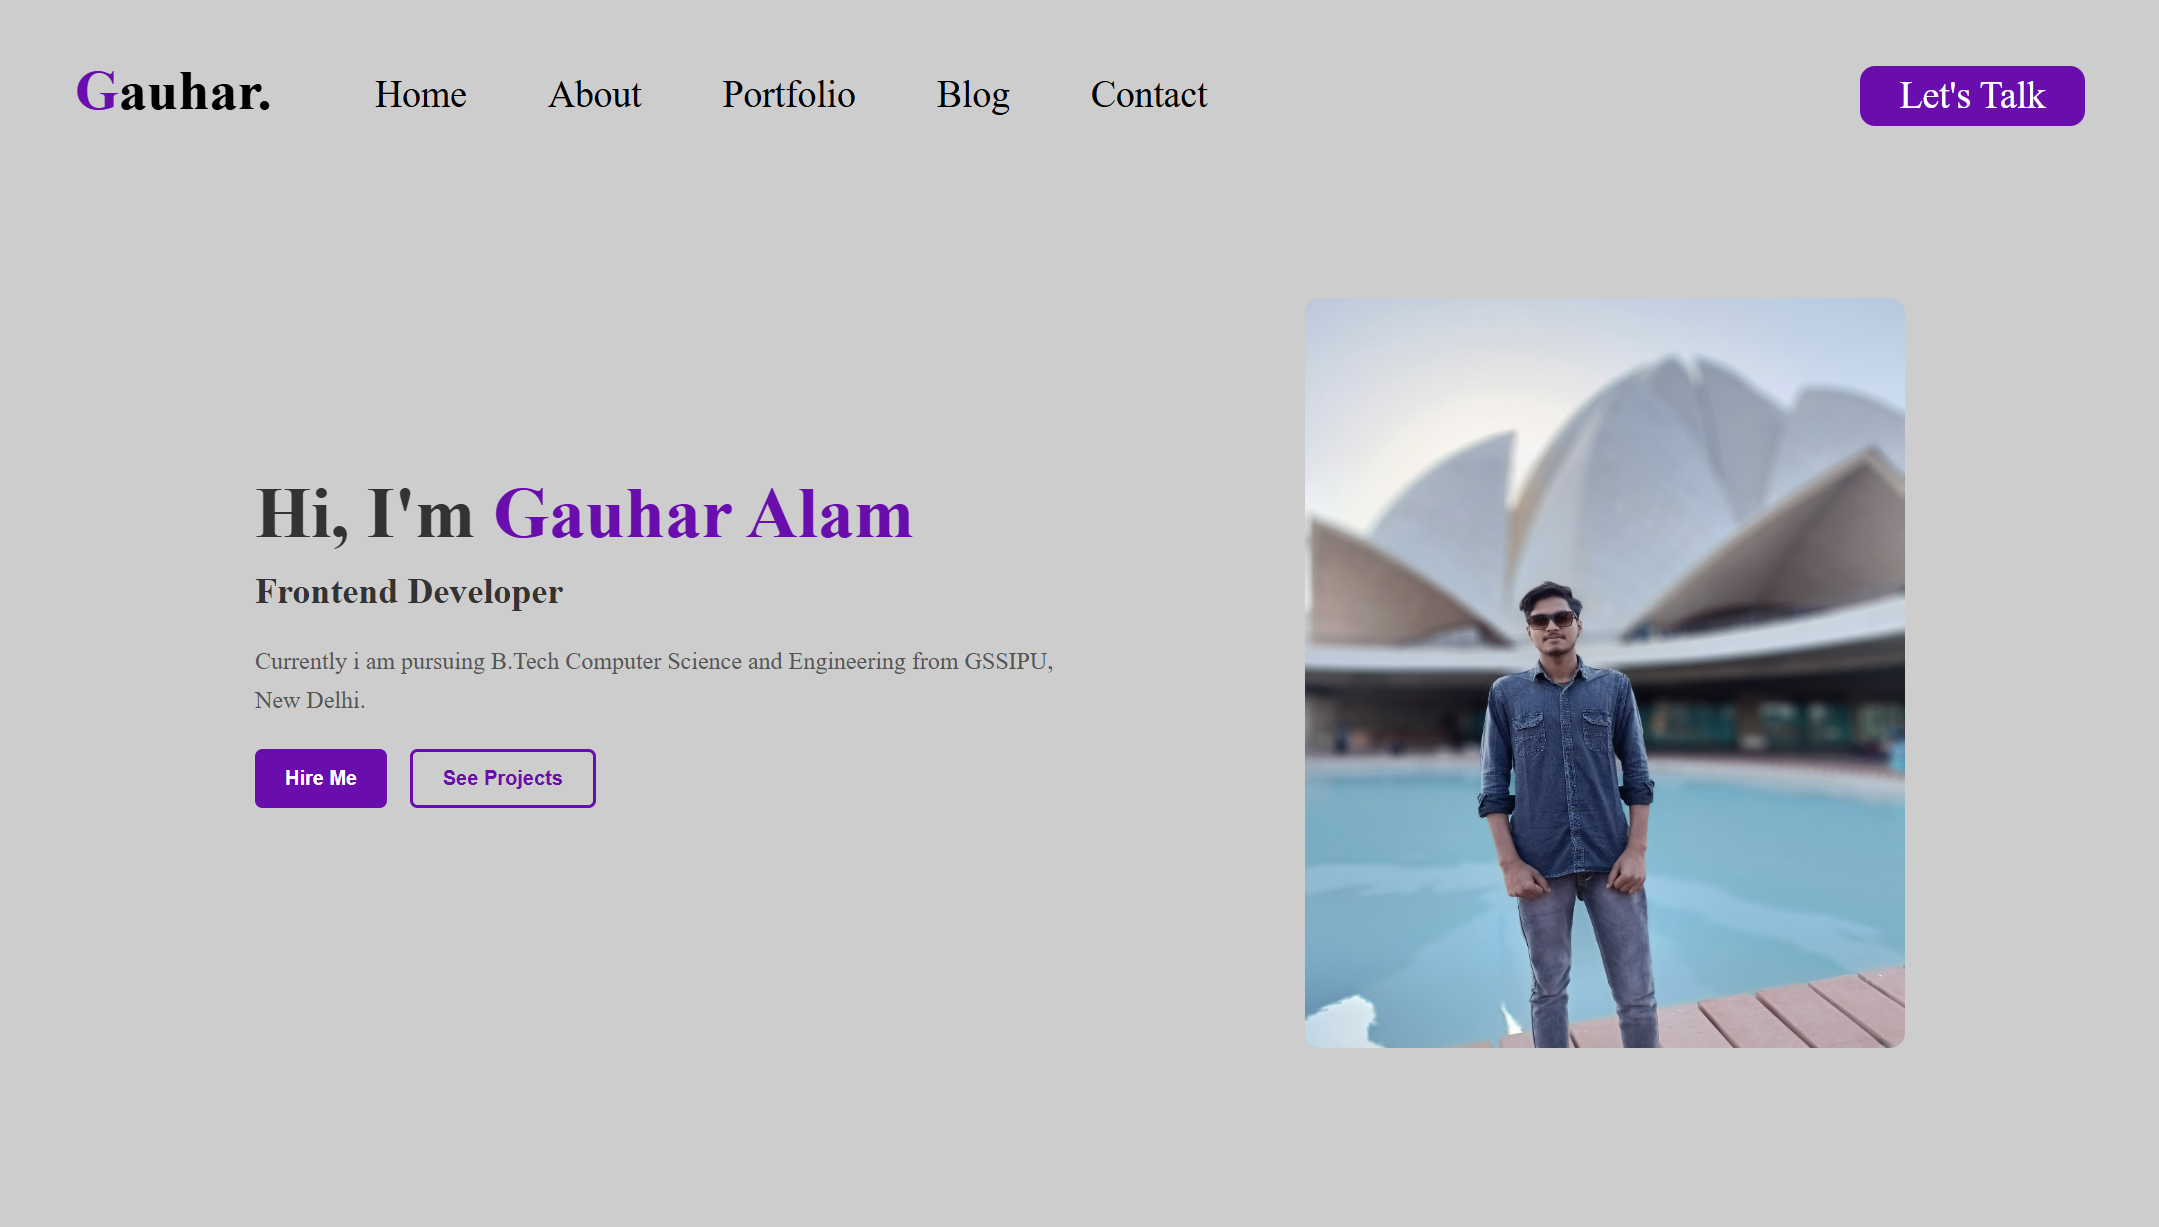 Gauhar. Home About Portfolio Blog Contact Let's Talk
Hi, I'm Gauhar Alam
Frontend Developer
Currently i am pursuing B.Tech Computer Science and Engineering from GSSIPU,
New Delhi.
Hire Me See Projects